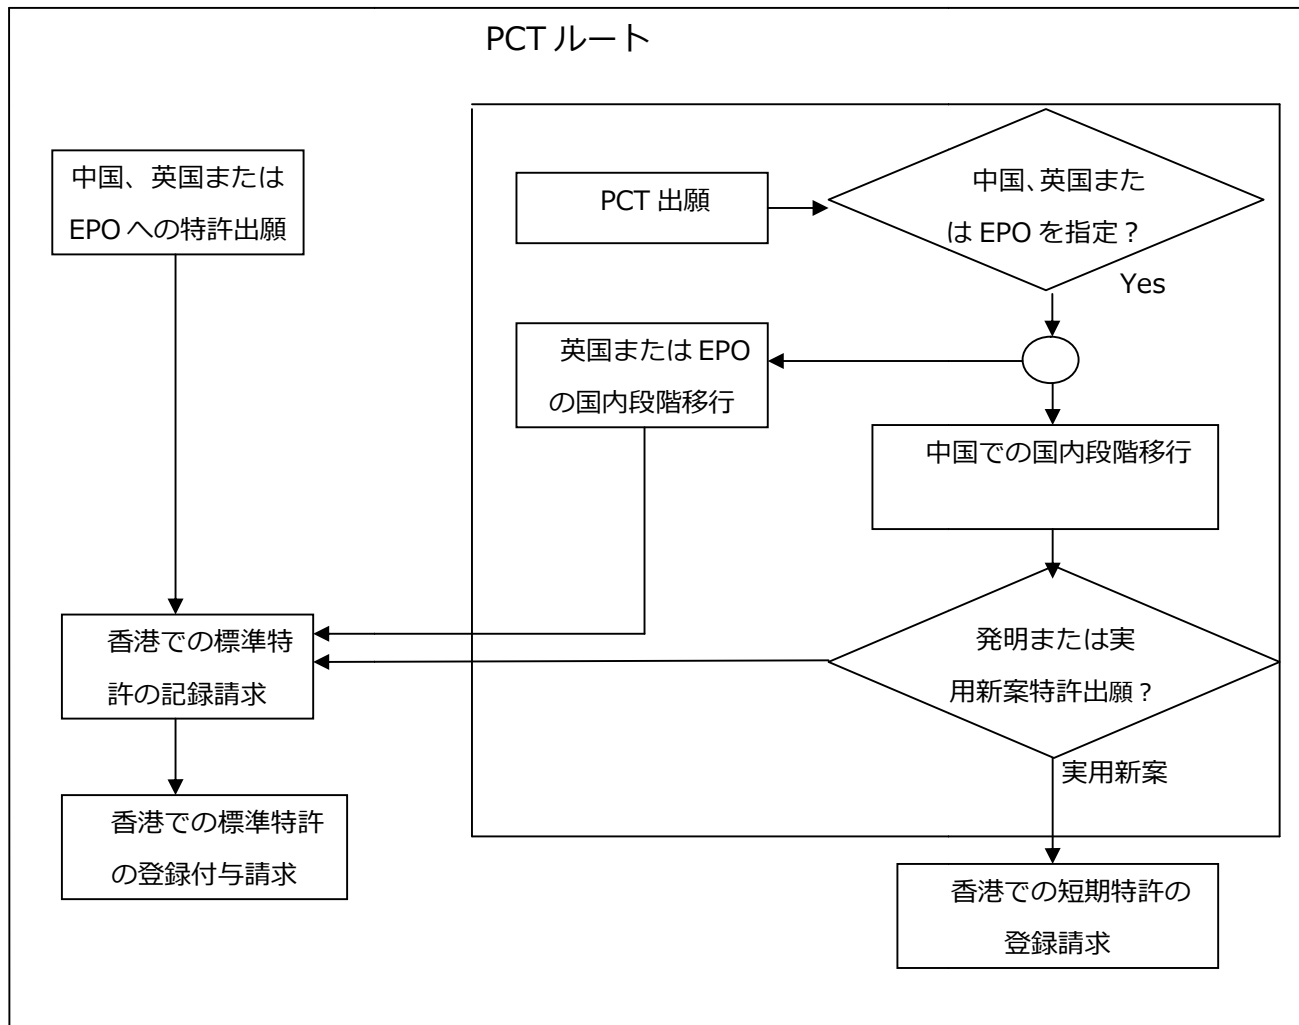 PCT ルート
中国、英国または
EPO への特許出願
PCT 出願
中国、英国また
は EPO を指定？
Yes
英国または EPO
の国内段階移行
中国での国内段階移行
香港での標準特
許の記録請求
発明または実
用新案特許出願？
実用新案
香港での標準特許
の登録付与請求
香港での短期特許の
登録請求